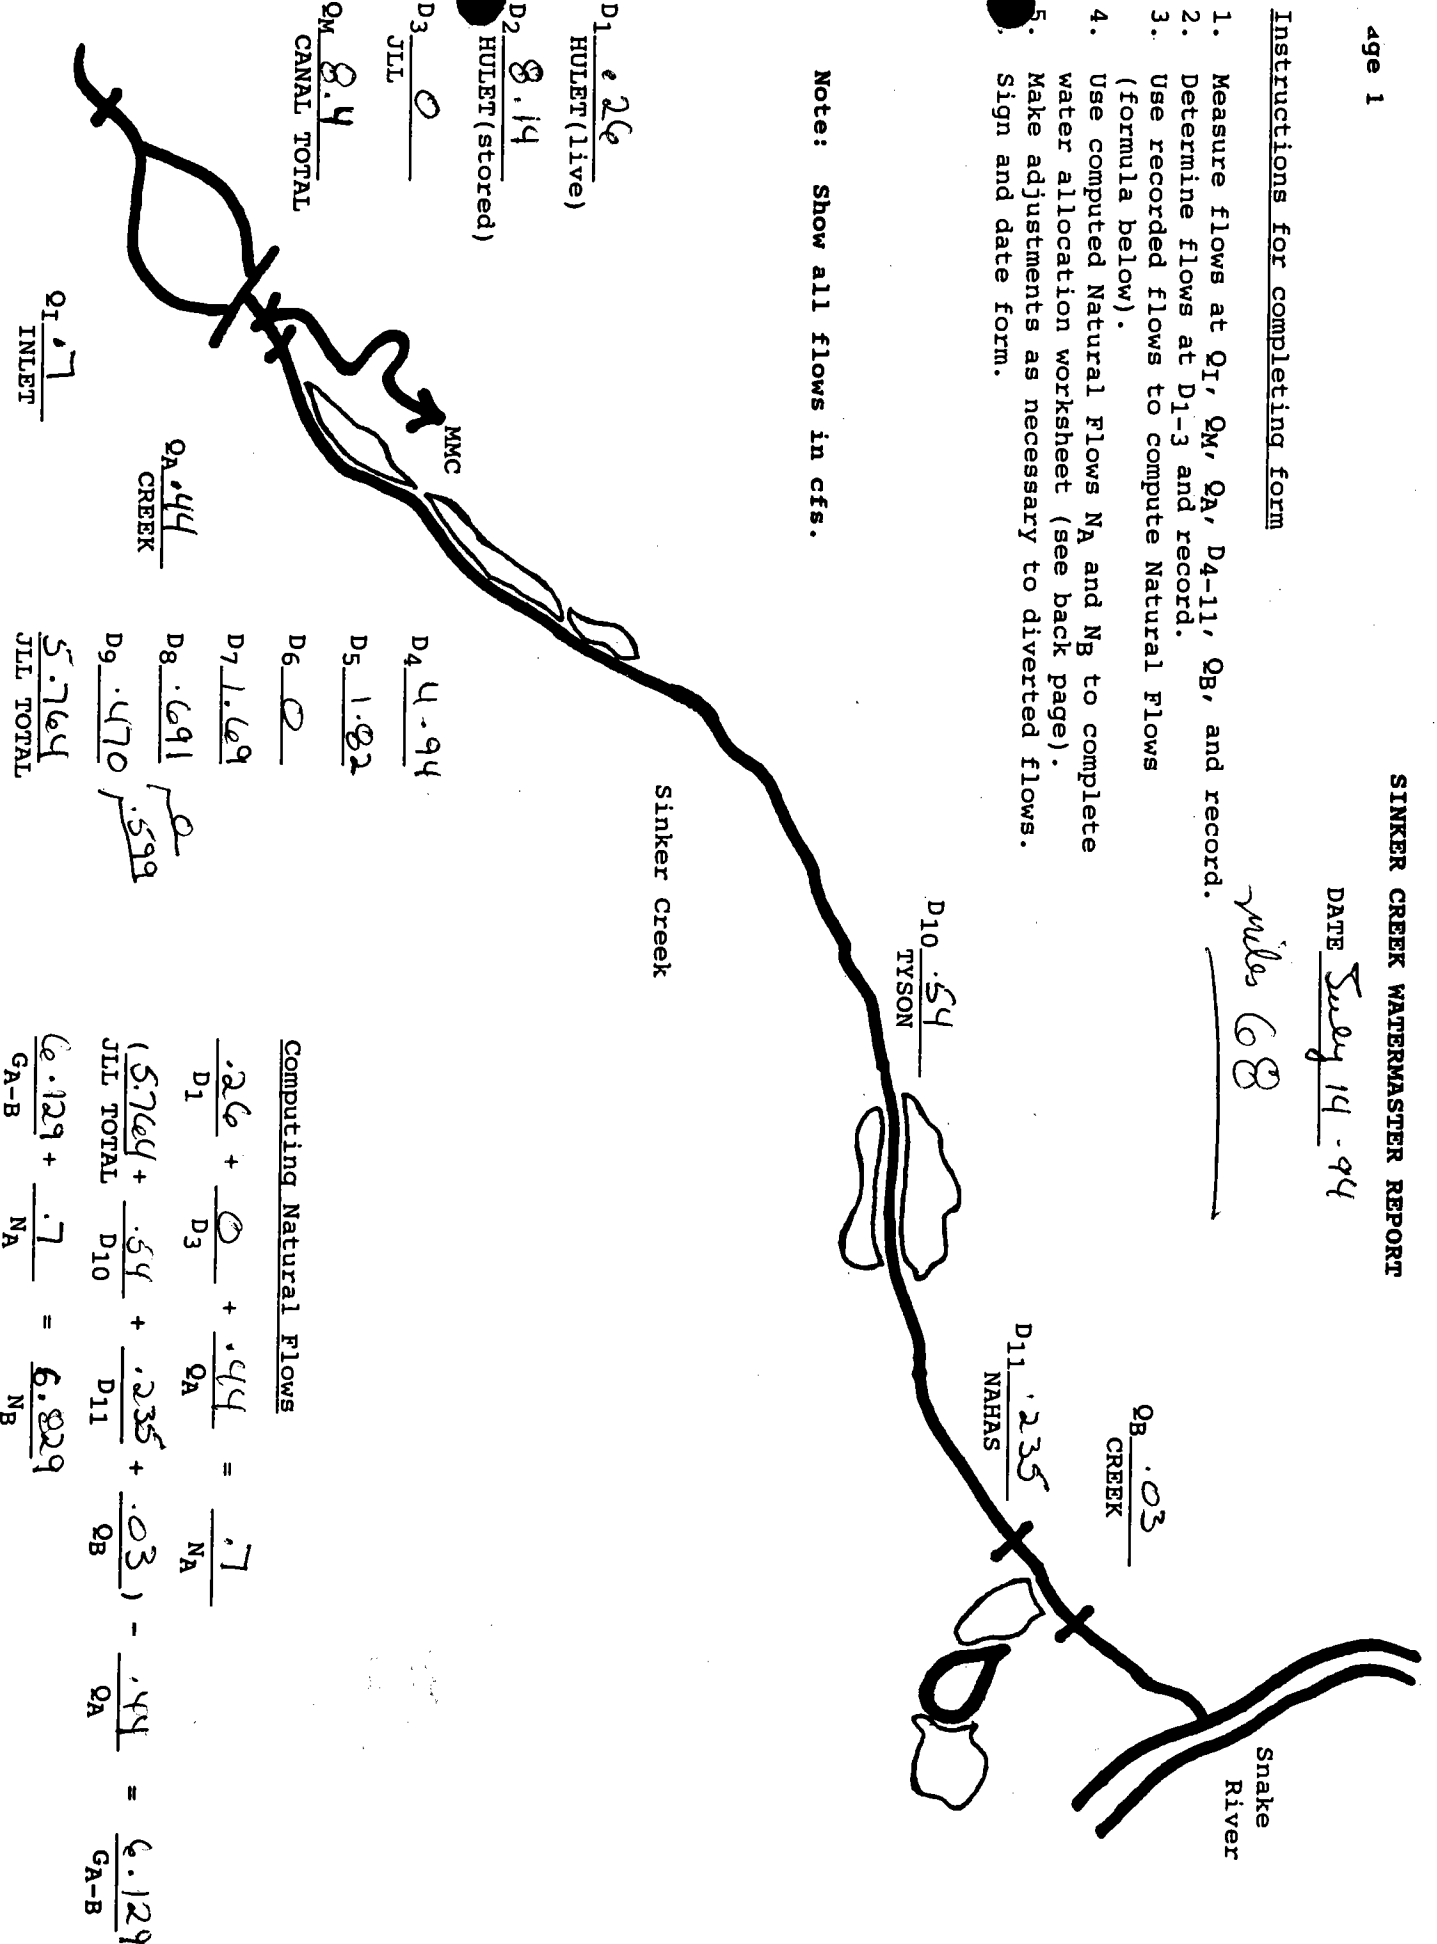 age 1
SINKER CREEK WATERMASTER REPORT
DATE July 14 - 94
miles 68
Instructions for completing form
1. Measure flows at QI, QM, QA, D4-11, QB, and record.
2. Determine flows at D1-3 and record.
3. Use recorded flows to compute Natural Flows
(formula below).
4. Use computed Natural Flows NA and NB to complete
water allocation worksheet (see back page).
5. Make adjustments as necessary to diverted flows.
Sign and date form.
Note: Show all flows in cfs.
D1 .26
HULET(live)
D2 8.14
HULET(stored)
D3 0
JLL
QM 8.4
CANAL TOTAL
MMC
QI .7
INLET
QA .44
CREEK
D4 4.94
D5 1.82
D6 0
D7 1.69
D8 .691 0
D9 .470 .599
5.764
JLL TOTAL
Sinker Creek
D10 .54
TYSON
D11 .235
NAHAS
QB .03
CREEK
Snake
River
Computing Natural Flows
.26 + 0 + .44 = .7
D1 D3 QA NA
(5.764 + .54 + .235 + .03) - .44 = 6.129
JLL TOTAL D10 D11 QB QA GA-B
6.129 + .7 = 6.829
GA-B NA NB